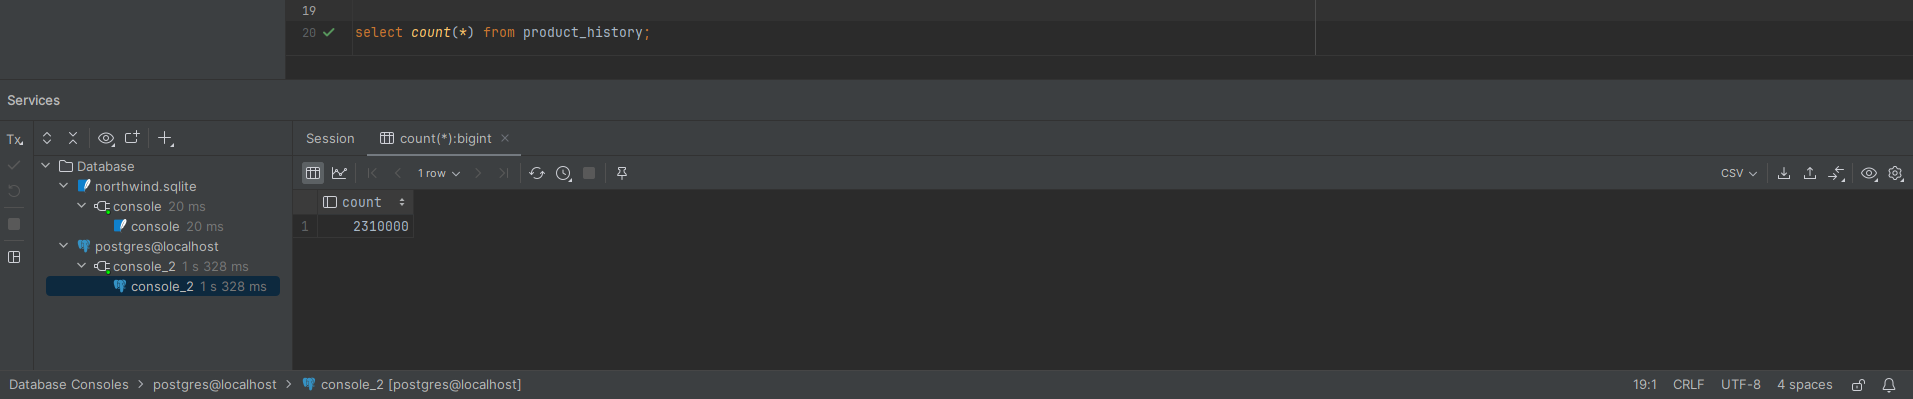 19
20 select count(*) from product_history;
Services
Tx
Session count(*):bigint
1 row CSV
Database
northwind.sqlite
console 20 ms
console 20 ms
postgres@localhost
console_2 1 s 328 ms
console_2 1 s 328 ms
count
1 2310000
Database Consoles > postgres@localhost > console_2 [postgres@localhost] 19:1 CRLF UTF-8 4 spaces